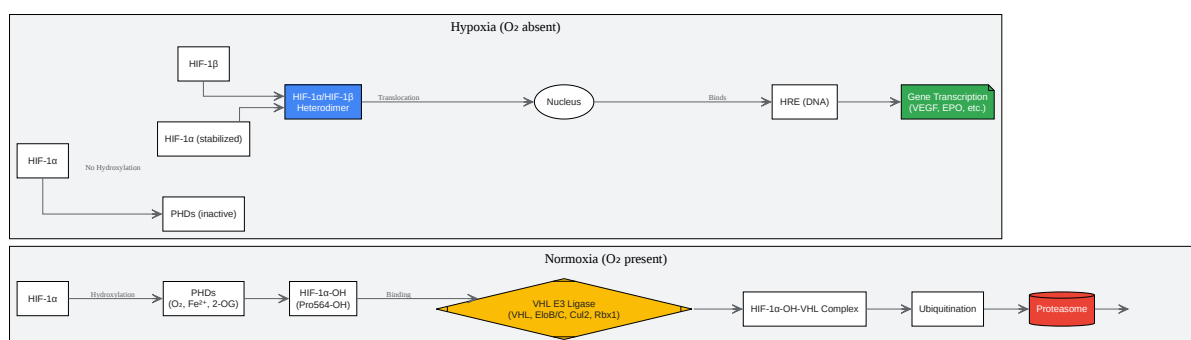 Hypoxia (O₂ absent)
HIF-1β
HIF-1α/HIF-1β
Heterodimer
Translocation
Nucleus
Binds
HRE (DNA)
Gene Transcription
(VEGF, EPO, etc.)
HIF-1α (stabilized)
HIF-1α
No Hydroxylation
PHDs (inactive)
Normoxia (O₂ present)
HIF-1α
Hydroxylation
PHDs
(O₂, Fe²⁺, 2-OG)
HIF-1α-OH
(Pro564-OH)
Binding
VHL E3 Ligase
(VHL, EloB/C, Cul2, Rbx1)
HIF-1α-OH-VHL Complex
Ubiquitination
Proteasome